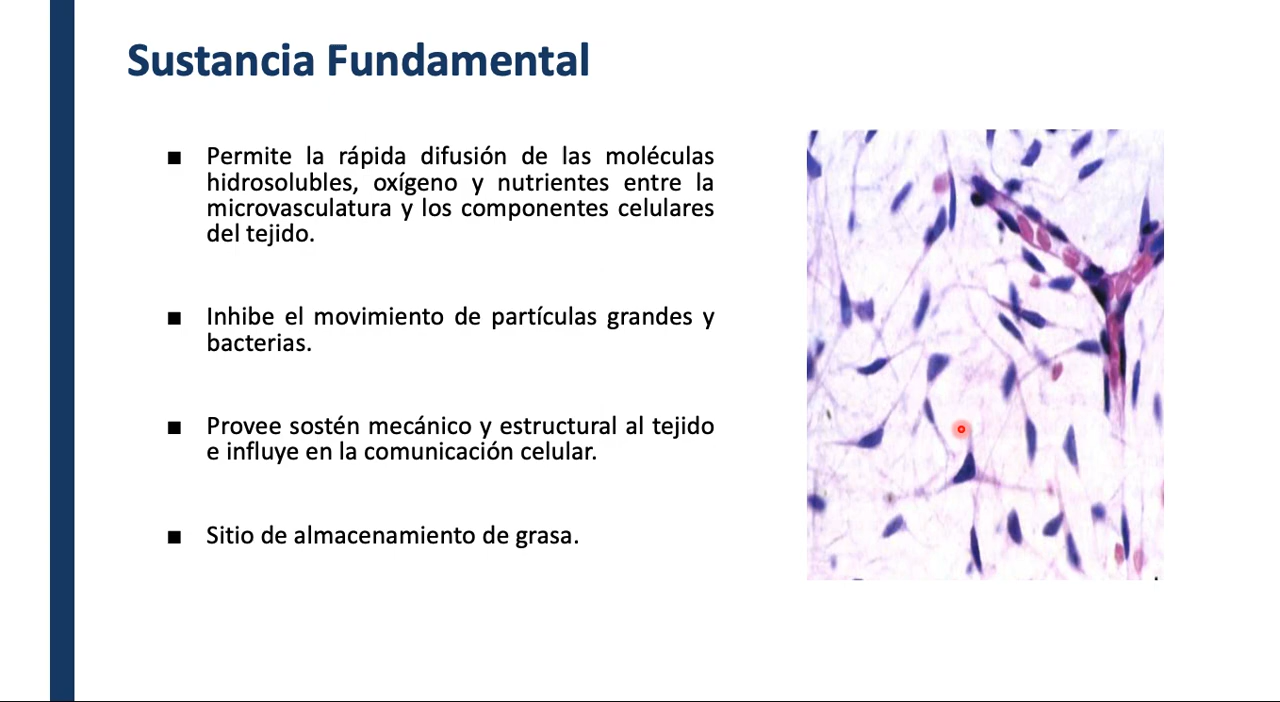 Sustancia Fundamental
■ Permite la rápida difusión de las moléculas
hidrosolubles, oxígeno y nutrientes entre la
microvasculatura y los componentes celulares
del tejido.
■ Inhibe el movimiento de partículas grandes y
bacterias.
■ Provee sostén mecánico y estructural al tejido
e influye en la comunicación celular.
■ Sitio de almacenamiento de grasa.